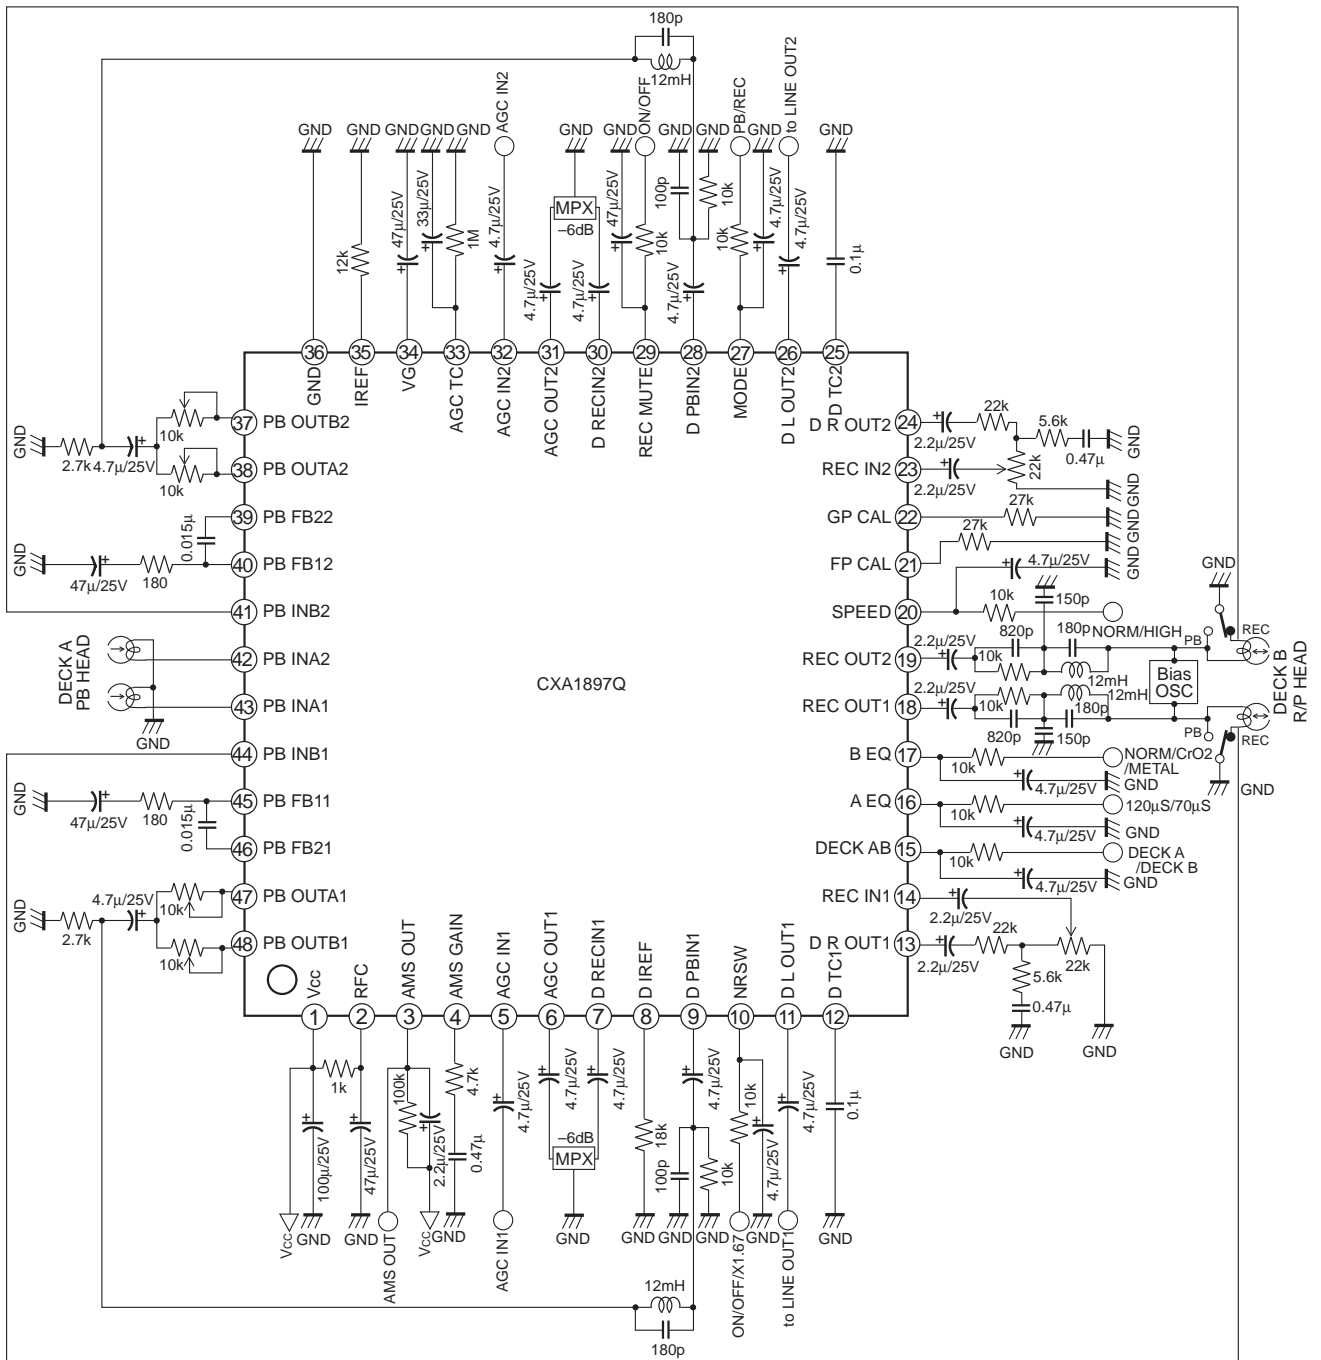 180p
12mH
AGC IN2
ON/OFF
PB/REC
to LINE OUT2
GND
GND
GND
GND
GND
GND
GND
GND
GND
GND
GND
12k
47µ/25V
33µ/25V
1M
4.7µ/25V
4.7µ/25V
MPX
–6dB
4.7µ/25V
47µ/25V
10k
100p
10k
4.7µ/25V
10k
4.7µ/25V
4.7µ/25V
0.1µ
36
35
34
33
32
31
30
29
28
27
26
25
GND
IREF
VG
AGC TC
AGC IN2
AGC OUT2
D RECIN2
REC MUTE
D PBIN2
MODE
D L OUT2
D TC2
GND
2.7k
4.7µ/25V
10k
10k
37 PB OUTB2
38 PB OUTA2
39 PB FB22
0.015µ
GND
47µ/25V
180
40 PB FB12
41 PB INB2
DECK A
PB HEAD
42 PB INA2
43 PB INA1
GND
44 PB INB1
GND
47µ/25V
180
45 PB FB11
0.015µ
46 PB FB21
GND
2.7k
4.7µ/25V
10k
10k
47 PB OUTA1
48 PB OUTB1
CXA1897Q
D R OUT2 24
2.2µ/25V
22k
5.6k
0.47µ
GND
REC IN2 23
2.2µ/25V
22k
GND
GP CAL 22
27k
GND
FP CAL 21
27k
GND
4.7µ/25V
GND
SPEED 20
10k
NORM/HIGH
150p
820p
180p
REC OUT2 19
2.2µ/25V
10k
12mH
REC OUT1 18
2.2µ/25V
10k
12mH
820p
180p
150p
Bias
OSC
GND
PB
REC
DECK B
R/P HEAD
PB
REC
GND
B EQ 17
10k
NORM/CrO2
/METAL
4.7µ/25V
GND
A EQ 16
10k
120µS/70µS
4.7µ/25V
GND
DECK AB 15
10k
DECK A
/DECK B
4.7µ/25V
GND
REC IN1 14
2.2µ/25V
D R OUT1 13
2.2µ/25V
22k
22k
5.6k
0.47µ
GND
GND
Vcc
RFC
AMS OUT
AMS GAIN
AGC IN1
AGC OUT1
D RECIN1
D IREF
D PBIN1
NRSW
D L OUT1
D TC1
1
2
3
4
5
6
7
8
9
10
11
12
1k
100µ/25V
47µ/25V
100k
2.2µ/25V
4.7k
0.47µ
4.7µ/25V
4.7µ/25V
4.7µ/25V
–6dB
MPX
18k
4.7µ/25V
100p
10k
10k
4.7µ/25V
4.7µ/25V
0.1µ
Vcc
GND
GND
AMS OUT
Vcc
GND
AGC IN1
GND
GND
GND
GND
ON/OFF/X1.67
GND
to LINE OUT1
GND
12mH
180p